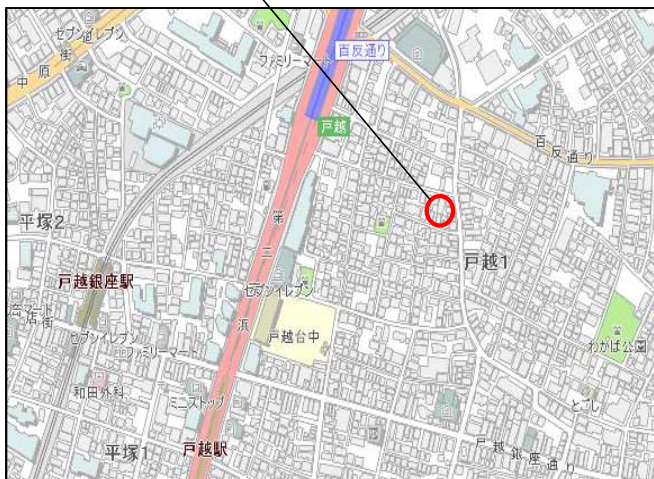 セブンイレブン
中原街
ファミリーマート
百反通り
戸越
百反通り
第二
平塚2
戸越1
戸越銀座駅
セブンイレブン
店街
浜
戸越台中
わかば公園
セブンイレブン
ファミリーマート
和田外科
ミニストップ
とごし
戸越駅
平塚1
戸越銀座通り